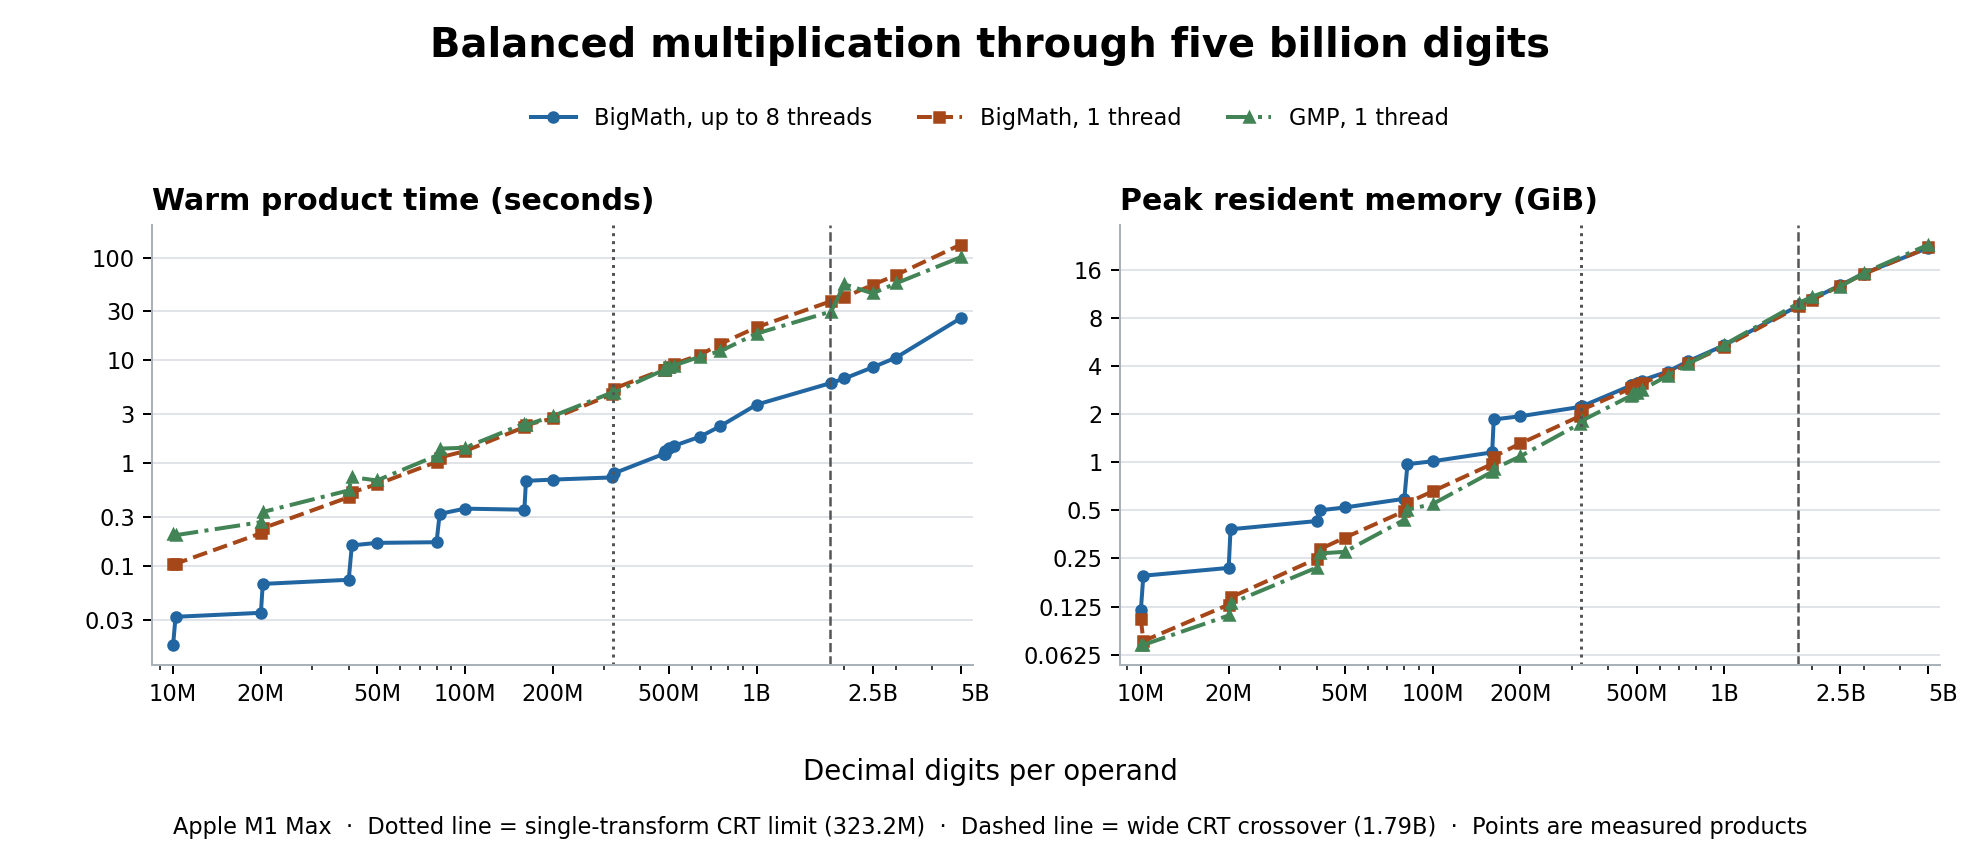 Balanced multiplication through five billion digits
BigMath, up to 8 threads
BigMath, 1 thread
GMP, 1 thread
Warm product time (seconds)
100
30
10
3
1
0.3
0.1
0.03
10M 20M 50M 100M 200M 500M 1B 2.5B 5B
Peak resident memory (GiB)
16
8
4
2
1
0.5
0.25
0.125
0.0625
10M 20M 50M 100M 200M 500M 1B 2.5B 5B
Decimal digits per operand
Apple M1 Max · Dotted line = single-transform CRT limit (323.2M) · Dashed line = wide CRT crossover (1.79B) · Points are measured products